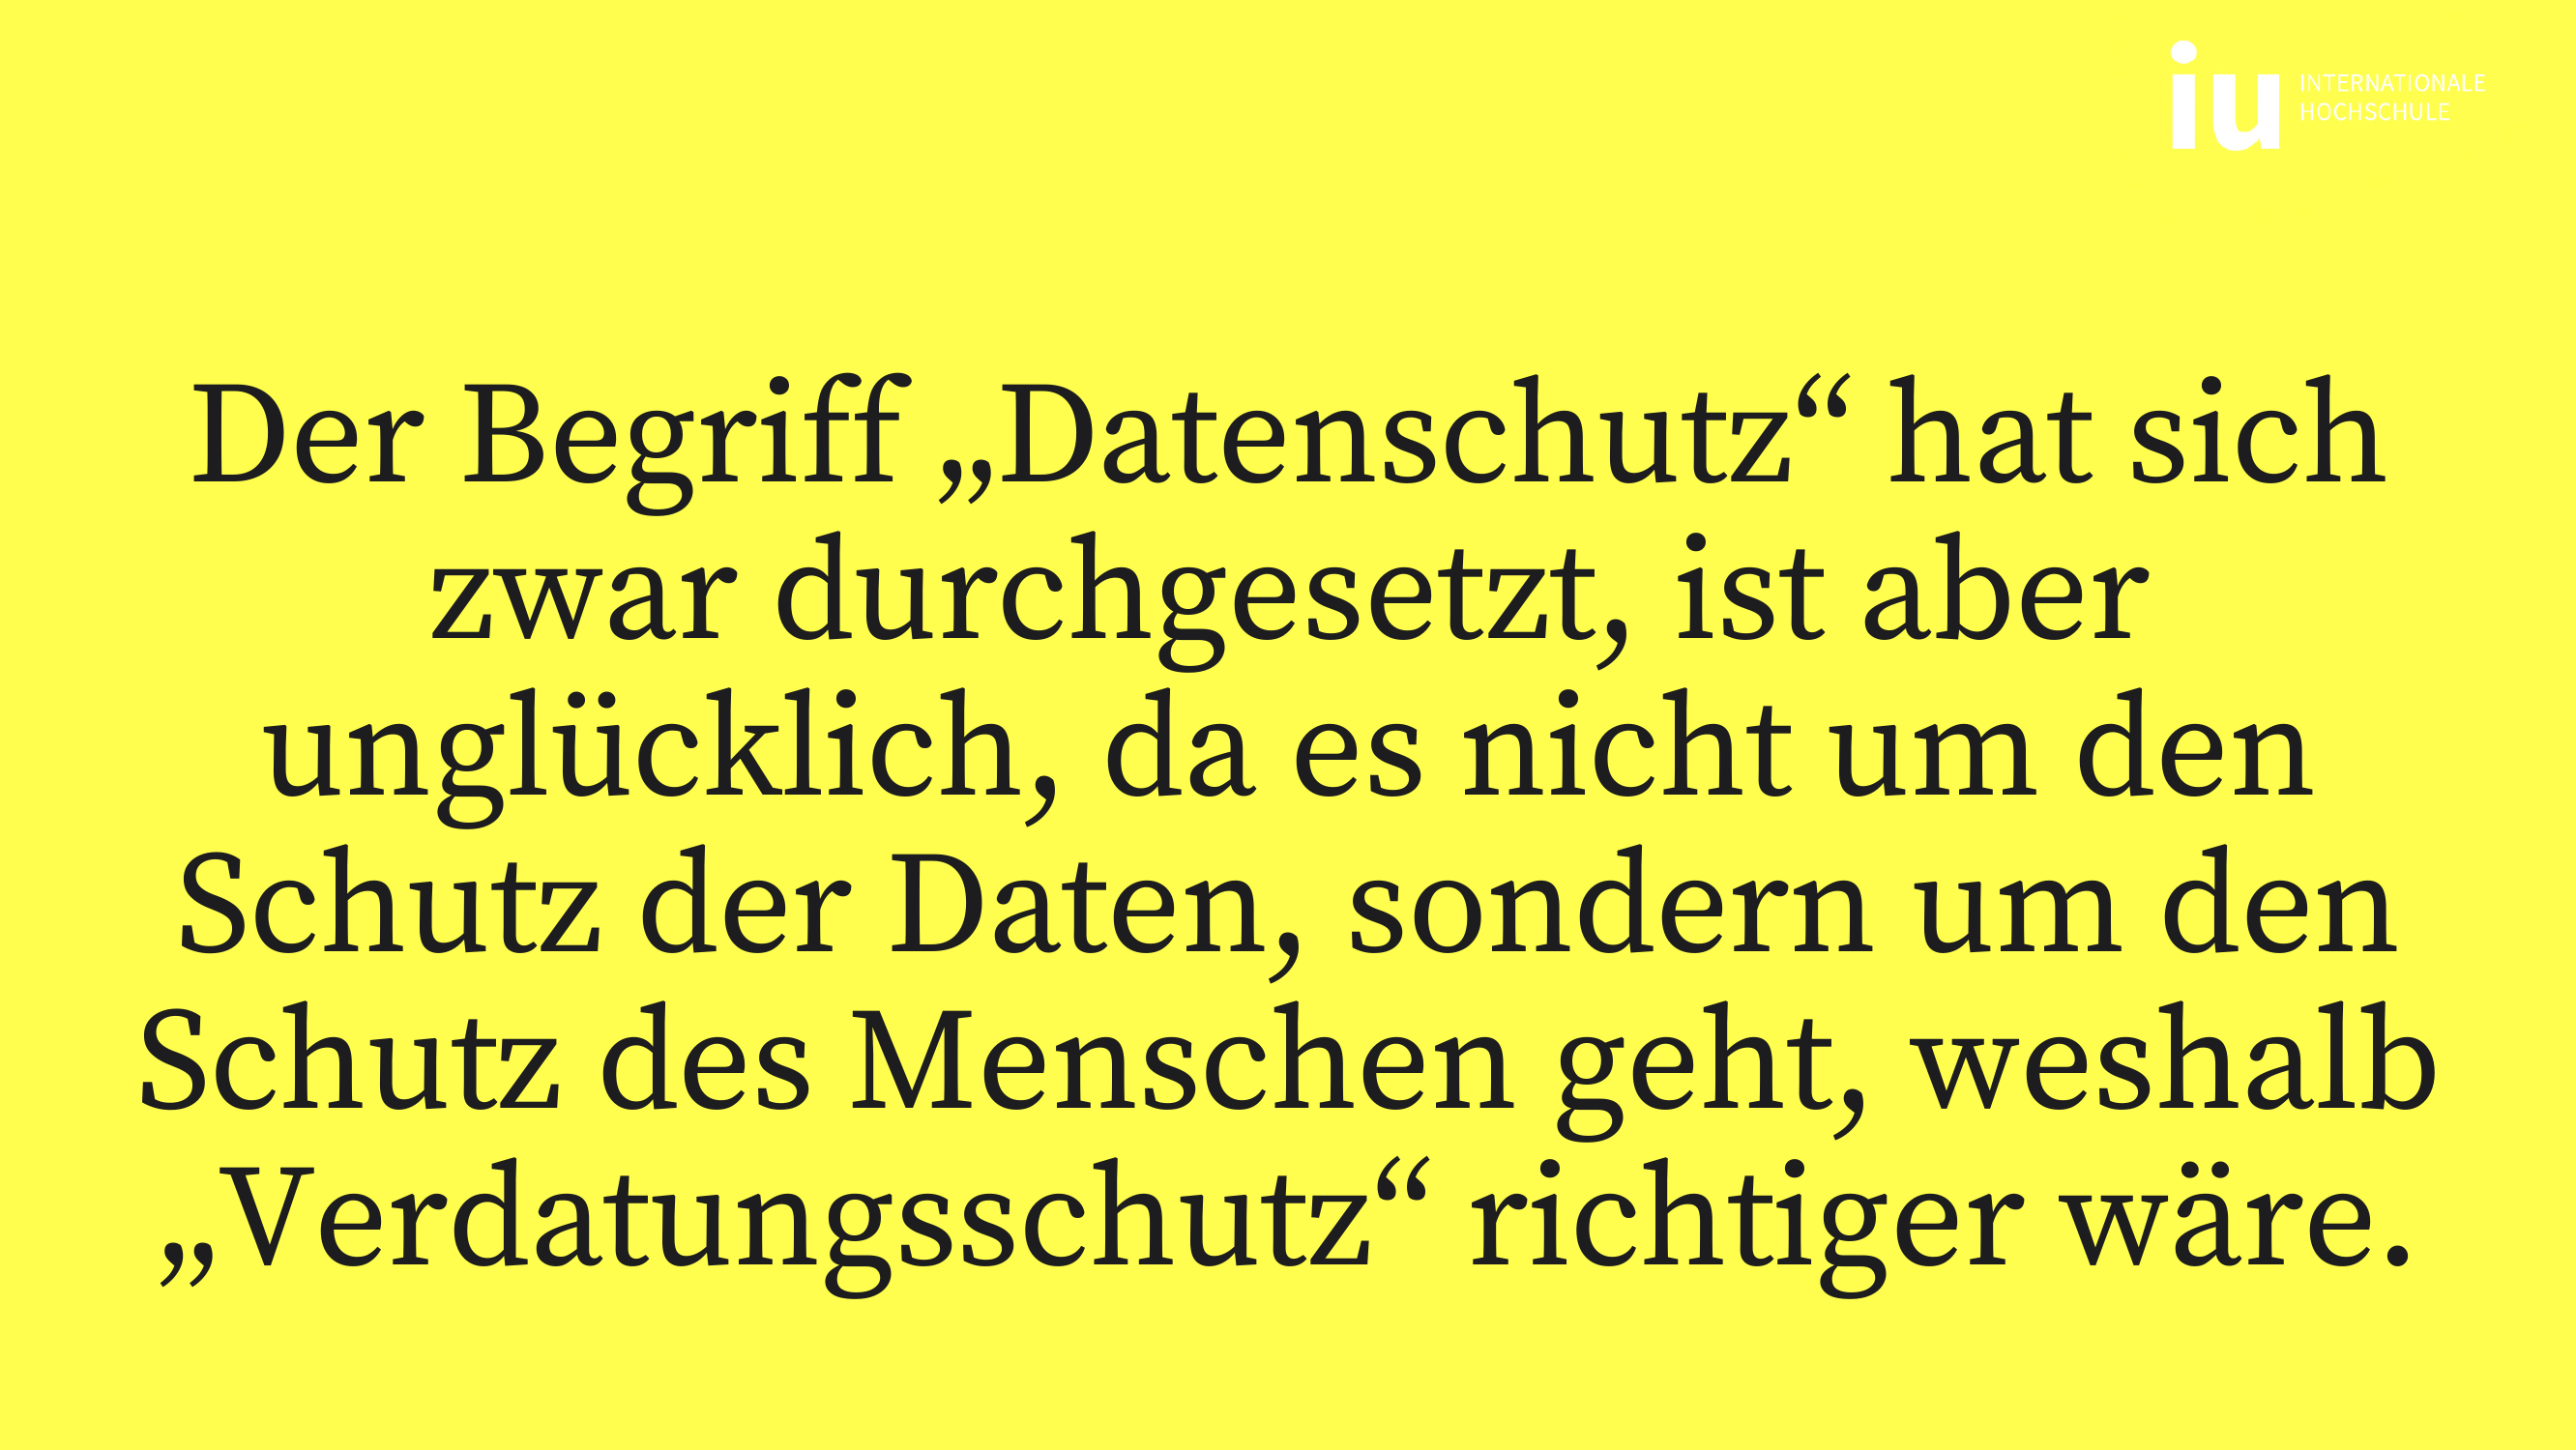 iu INTERNATIONALE
HOCHSCHULE
Der Begriff „Datenschutz“ hat sich
zwar durchgesetzt, ist aber
unglücklich, da es nicht um den
Schutz der Daten, sondern um den
Schutz des Menschen geht, weshalb
„Verdatungsschutz“ richtiger wäre.